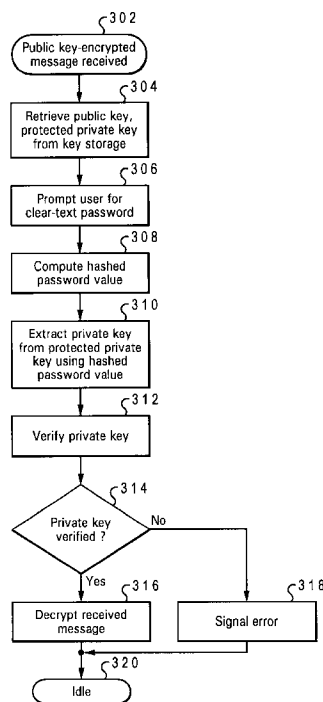 302
Public key-encrypted
message received
304
Retrieve public key,
protected private key
from key storage
306
Prompt user for
clear-text password
308
Compute hashed
password value
310
Extract private key
from protected private
key using hashed
password value
312
Verify private key
314
Private key
verified ?
No
Yes
316
Decrypt received
message
318
Signal error
320
Idle